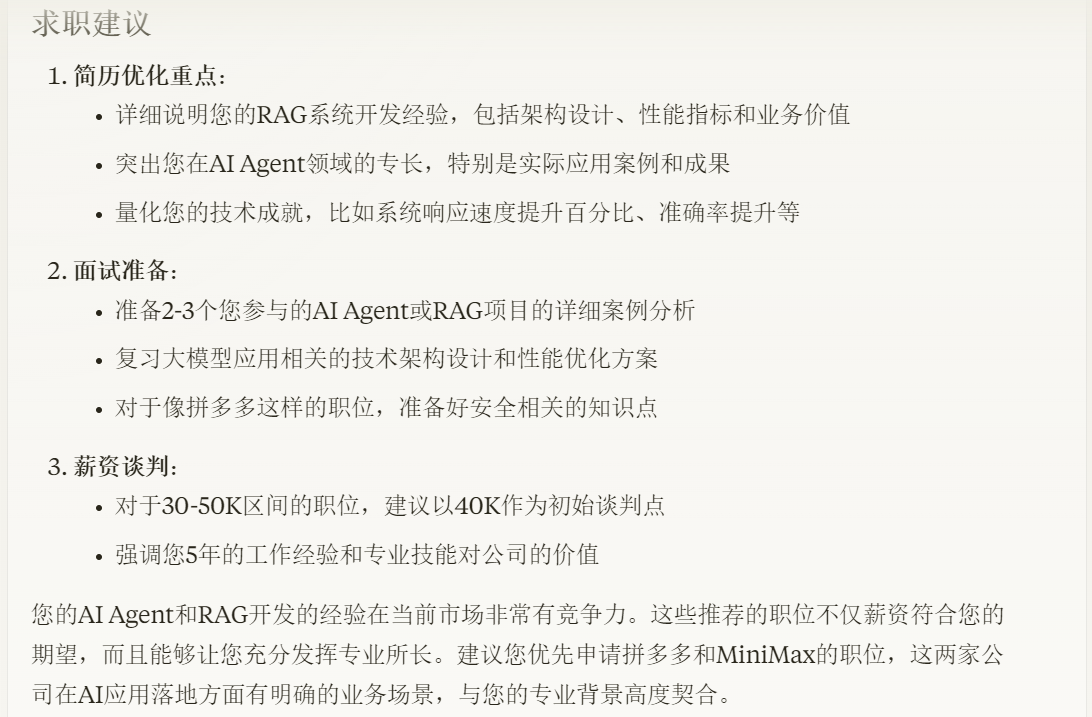 求职建议
1. 简历优化重点:
• 详细说明您的RAG系统开发经验，包括架构设计、性能指标和业务价值
• 突出您在AI Agent领域的专长，特别是实际应用案例和成果
• 量化您的技术成就，比如系统响应速度提升百分比、准确率提升等
2. 面试准备:
• 准备2-3个您参与的AI Agent或RAG项目的详细案例分析
• 复习大模型应用相关的技术架构设计和性能优化方案
• 对于像拼多多这样的职位，准备好安全相关的知识点
3. 薪资谈判:
• 对于30-50K区间的职位，建议以40K作为初始谈判点
• 强调您5年的工作经验和专业技能对公司的价值
您的AI Agent和RAG开发的经验在当前市场非常有竞争力。这些推荐的职位不仅薪资符合您的
期望，而且能够让您充分发挥专业所长。建议您优先申请拼多多和MiniMax的职位，这两家公
司在AI应用落地方面有明确的业务场景，与您的专业背景高度契合。